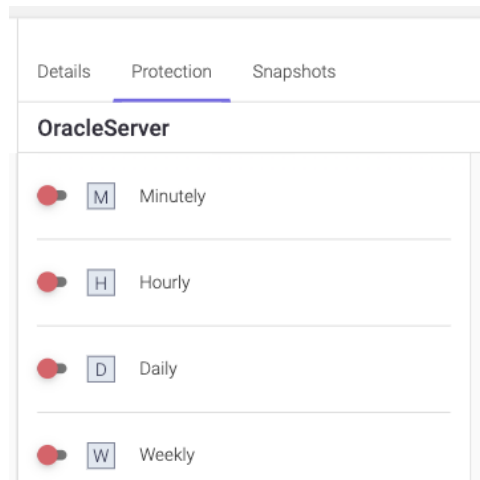 Details Protection Snapshots
OracleServer
M Minutely
H Hourly
D Daily
W Weekly